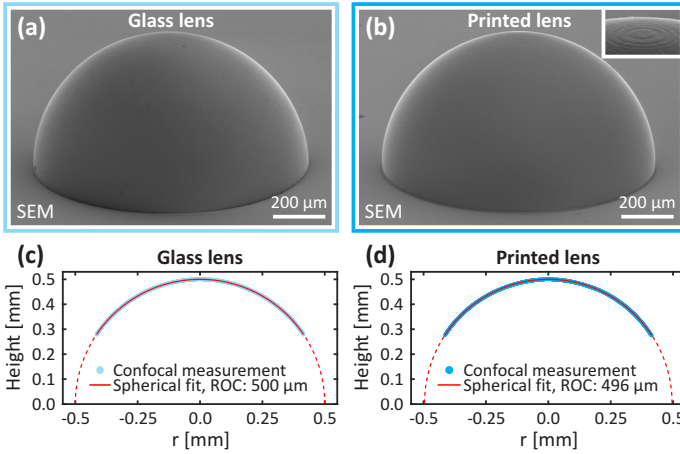 (a) Glass lens
SEM
200 µm
(b) Printed lens
SEM
200 µm
(c) Glass lens
Height [mm]
0.5
0.4
0.3
0.2
0.1
0.0
Confocal measurement
Spherical fit, ROC: 500 µm
-0.5 -0.25 0.0 0.25 0.5
r [mm]
(d) Printed lens
Height [mm]
0.5
0.4
0.3
0.2
0.1
0.0
Confocal measurement
Spherical fit, ROC: 496 µm
-0.5 -0.25 0.0 0.25 0.5
r [mm]